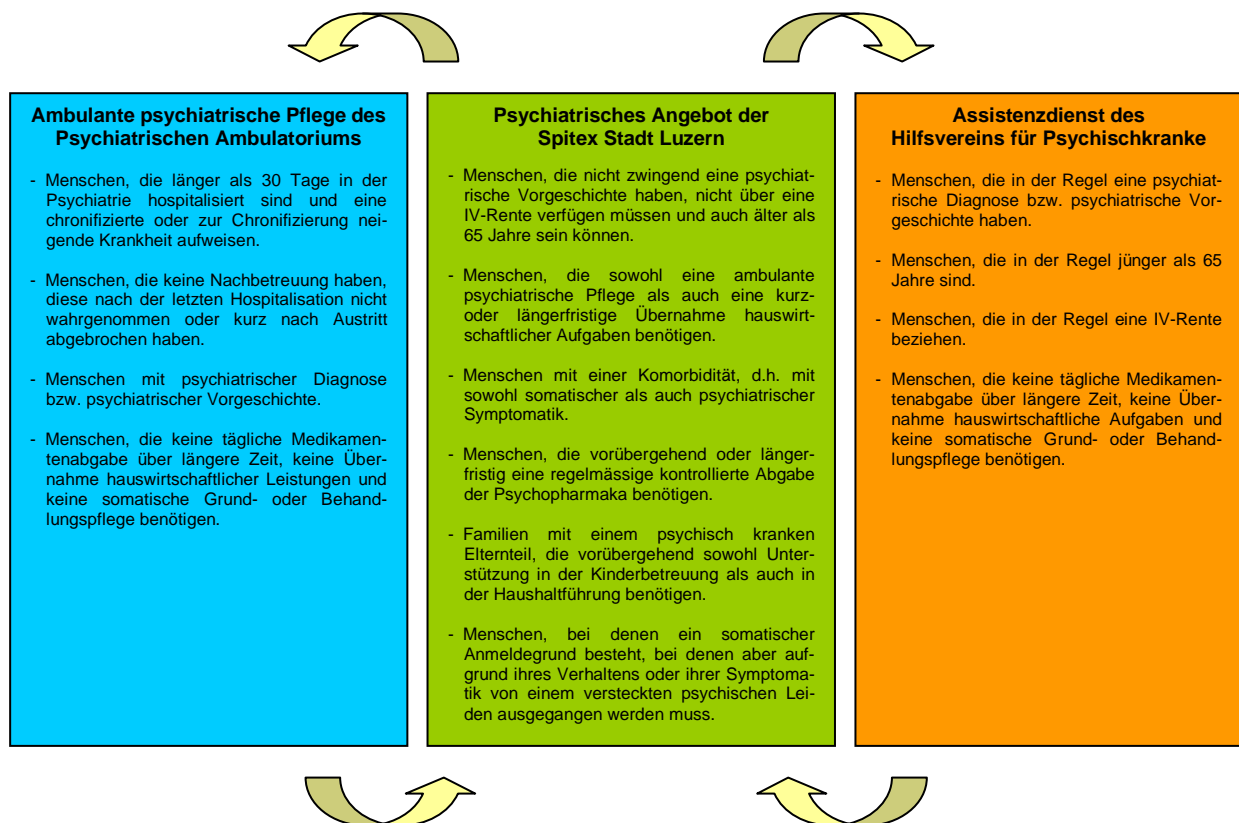 Ambulante psychiatrische Pflege des
Psychiatrischen Ambulatoriums
- Menschen, die länger als 30 Tage in der
Psychiatrie hospitalisiert sind und eine
chronifizierte oder zur Chronifizierung nei-
gende Krankheit aufweisen.
- Menschen, die keine Nachbetreuung haben,
diese nach der letzten Hospitalisation nicht
wahrgenommen oder kurz nach Austritt
abgebrochen haben.
- Menschen mit psychiatrischer Diagnose
bzw. psychiatrischer Vorgeschichte.
- Menschen, die keine tägliche Medikamen-
tenabgabe über längere Zeit, keine Über-
nahme hauswirtschaftlicher Leistungen und
keine somatische Grund- oder Behand-
lungspflege benötigen.
Psychiatrisches Angebot der
Spitex Stadt Luzern
- Menschen, die nicht zwingend eine psychiat-
rische Vorgeschichte haben, nicht über eine
IV-Rente verfügen müssen und auch älter als
65 Jahre sein können.
- Menschen, die sowohl eine ambulante
psychiatrische Pflege als auch eine kurz-
oder längerfristige Übernahme hauswirt-
schaftlicher Aufgaben benötigen.
- Menschen mit einer Komorbidität, d.h. mit
sowohl somatischer als auch psychiatrischer
Symptomatik.
- Menschen, die vorübergehend oder länger-
fristig eine regelmässige kontrollierte Abgabe
der Psychopharmaka benötigen.
- Familien mit einem psychisch kranken
Elternteil, die vorübergehend sowohl Unter-
stützung in der Kinderbetreuung als auch in
der Haushaltführung benötigen.
- Menschen, bei denen ein somatischer
Anmeldegrund besteht, bei denen aber auf-
grund ihres Verhaltens oder ihrer Symptoma-
tik von einem versteckten psychischen Lei-
den ausgegangen werden muss.
Assistenzdienst des
Hilfsvereins für Psychischkranke
- Menschen, die in der Regel eine psychiat-
rische Diagnose bzw. psychiatrische Vor-
geschichte haben.
- Menschen, die in der Regel jünger als 65
Jahre sind.
- Menschen, die in der Regel eine IV-Rente
beziehen.
- Menschen, die keine tägliche Medikamen-
tenabgabe über längere Zeit, keine Über-
nahme hauswirtschaftliche Aufgaben und
keine somatische Grund- oder Behand-
lungspflege benötigen.